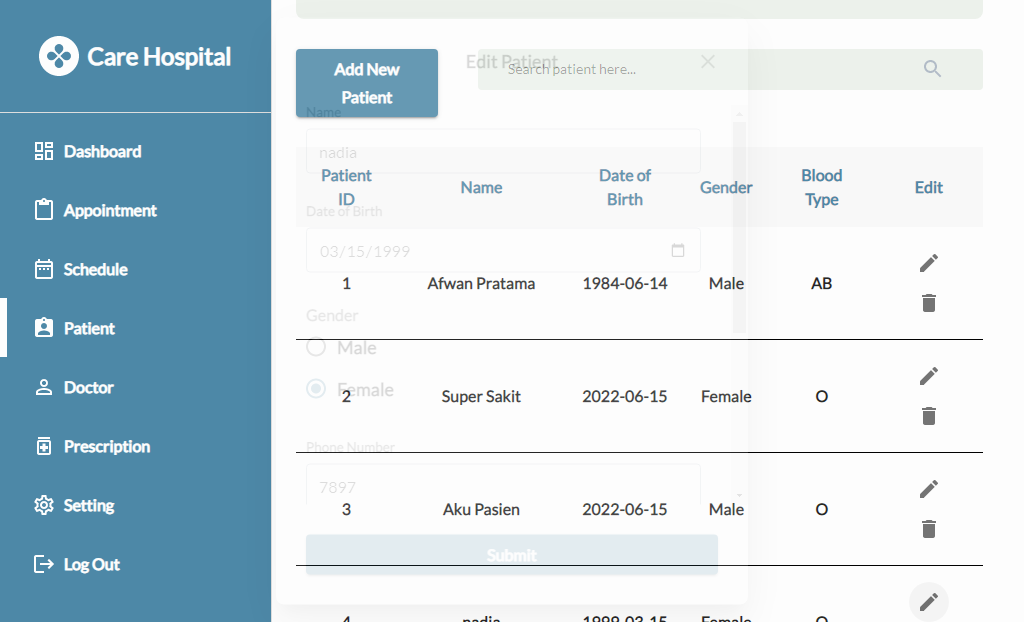 Care Hospital
Dashboard
Appointment
Schedule
Patient
Doctor
Prescription
Setting
Log Out
Add New
Patient
Search patient here...
Edit Patient
Name
nadia
Date of Birth
03/15/1999
Gender
Male
Female
Phone Number
7897
Submit
Patient ID Name Date of Birth Gender Blood Type Edit
1 Afwan Pratama 1984-06-14 Male AB
2 Super Sakit 2022-06-15 Female O
3 Aku Pasien 2022-06-15 Male O
4 nadia 1999-03-15 Female O